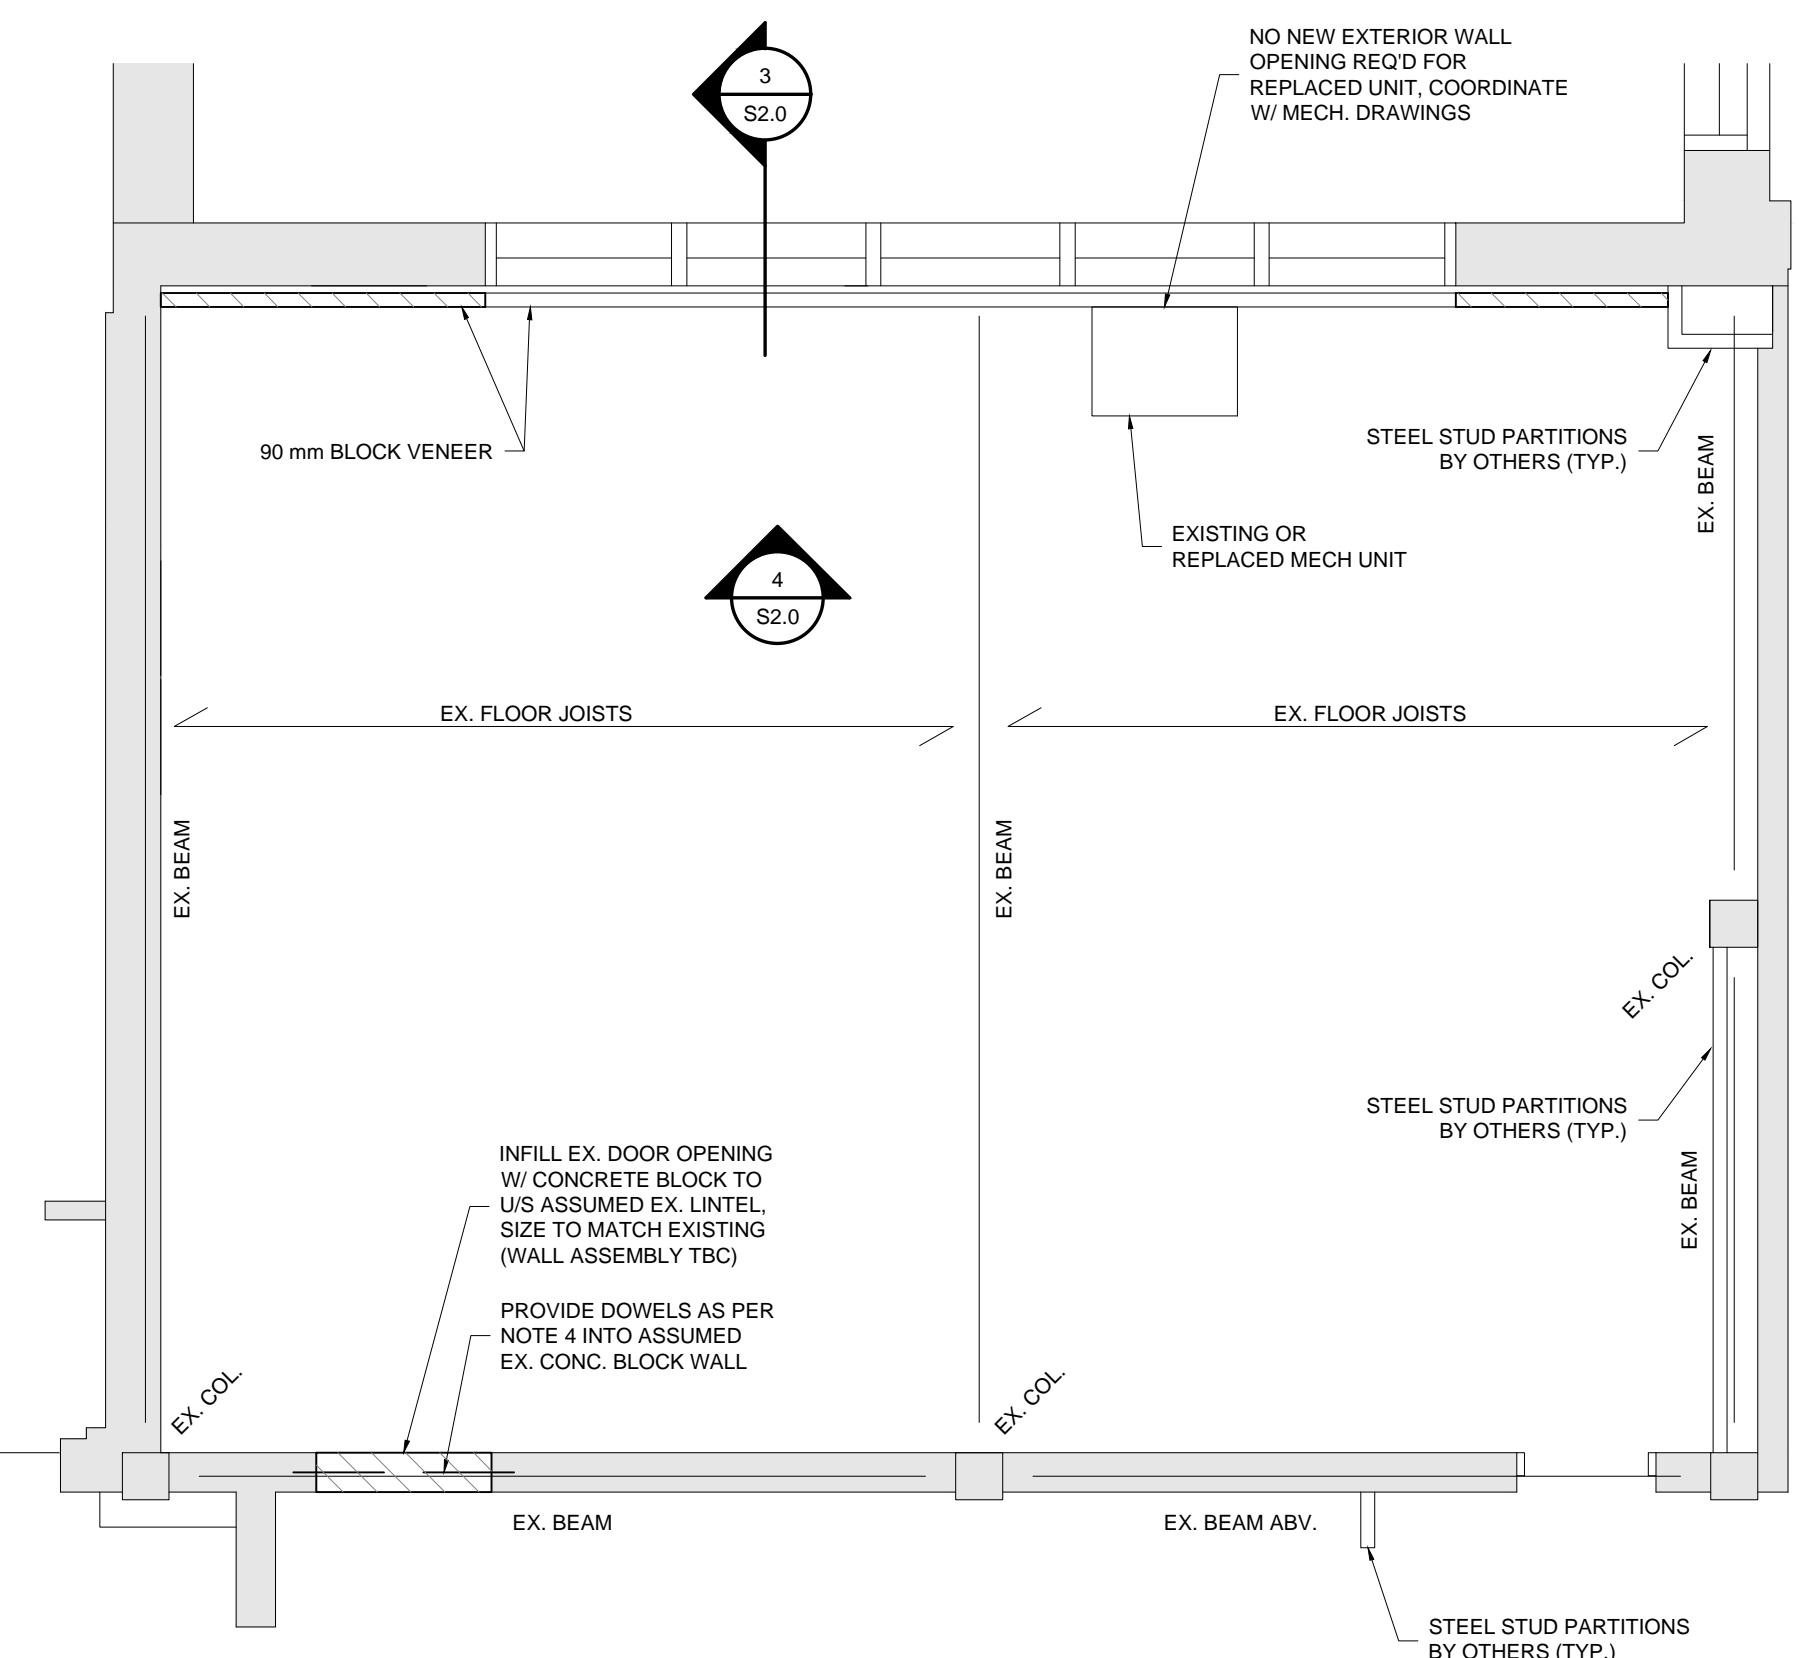 3
S2.0
NO NEW EXTERIOR WALL
OPENING REQ'D FOR
REPLACED UNIT, COORDINATE
W/ MECH. DRAWINGS
90 mm BLOCK VENEER
STEEL STUD PARTITIONS
BY OTHERS (TYP.)
EX. BEAM
EXISTING OR
REPLACED MECH UNIT
4
S2.0
EX. FLOOR JOISTS
EX. FLOOR JOISTS
EX. BEAM
EX. BEAM
EX. COL.
STEEL STUD PARTITIONS
BY OTHERS (TYP.)
EX. BEAM
INFILL EX. DOOR OPENING
W/ CONCRETE BLOCK TO
U/S ASSUMED EX. LINTEL,
SIZE TO MATCH EXISTING
(WALL ASSEMBLY TBC)
PROVIDE DOWELS AS PER
NOTE 4 INTO ASSUMED
EX. CONC. BLOCK WALL
EX. COL.
EX. COL.
EX. BEAM
EX. BEAM ABV.
STEEL STUD PARTITIONS
BY OTHERS (TYP.)